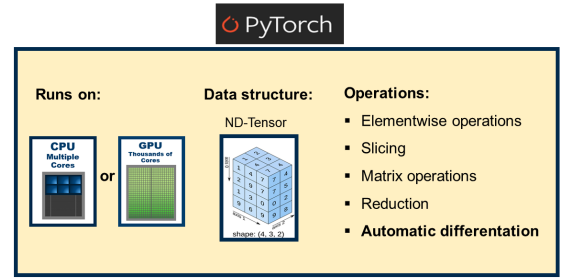 PyTorch
Runs on:
CPU
Multiple
Cores
or
GPU
Thousands of
Cores
Data structure:
ND-Tensor
shape: (4, 3, 2)
Operations:
▪ Elementwise operations
▪ Slicing
▪ Matrix operations
▪ Reduction
▪ Automatic differentation